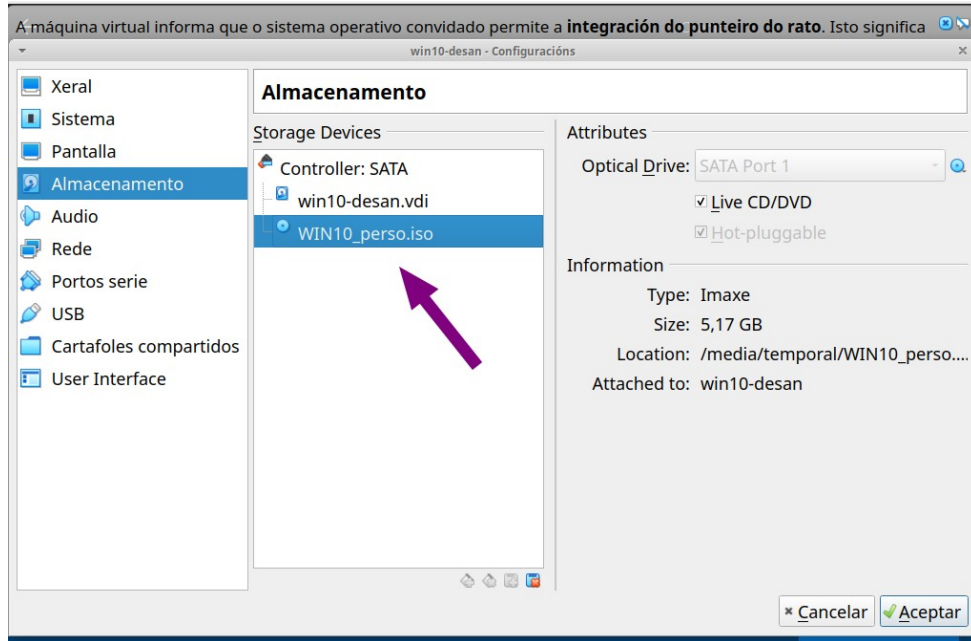 A máquina virtual informa que o sistema operativo convidado permite a integración do punteiro do rato. Isto significa
win10-desan - Configuracións
Xeral
Sistema
Pantalla
Almacenamento
Audio
Rede
Portos serie
USB
Cartafoles compartidos
User Interface
Almacenamento
Storage Devices
Controller: SATA
win10-desan.vdi
WIN10_perso.iso
Attributes
Optical Drive: SATA Port 1
Live CD/DVD
Hot-pluggable
Information
Type: Imaxe
Size: 5,17 GB
Location: /media/temporal/WIN10_perso....
Attached to: win10-desan
Cancelar Aceptar